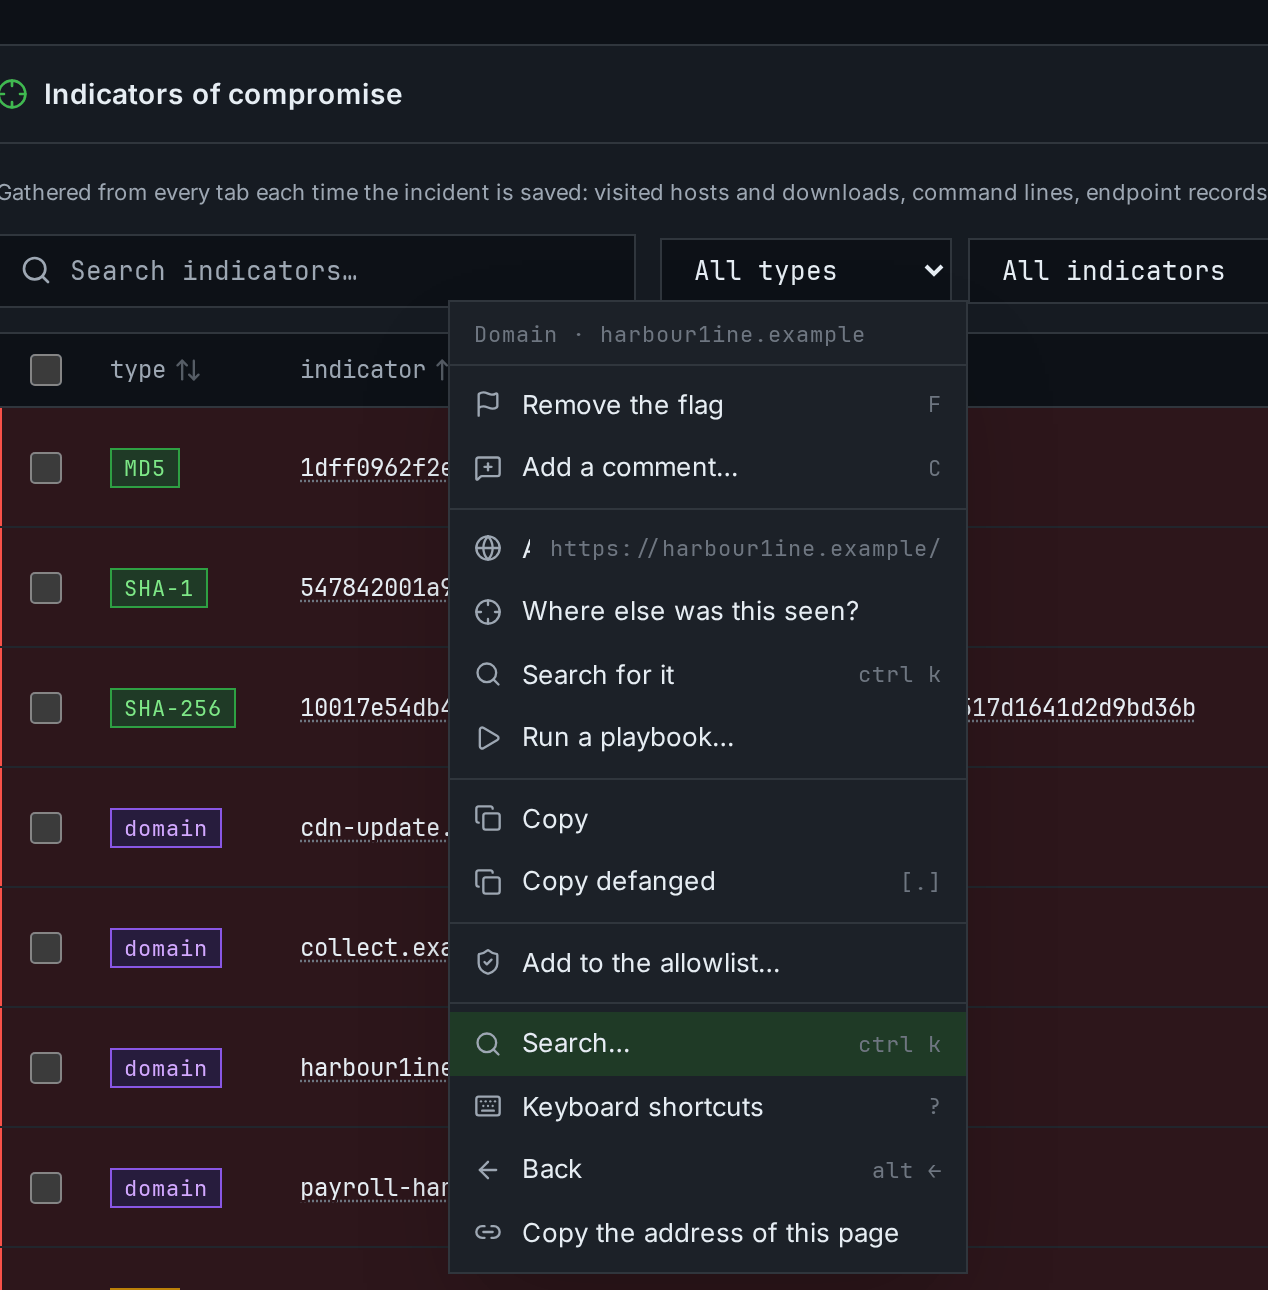 Indicators of compromise
Gathered from every tab each time the incident is saved: visited hosts and downloads, command lines, endpoint records
Search indicators…
All types
All indicators
Domain · harbour1ine.example
type
indicator
Remove the flag F
MD5
1dff0962f2e
Add a comment… C
https://harbour1ine.example/
SHA-1
547842001a9
Where else was this seen?
Search for it ctrl k
SHA-256
10017e54db4
517d1641d2d9bd36b
Run a playbook…
Copy
domain
cdn-update.
Copy defanged [.]
domain
collect.exa
Add to the allowlist…
Search… ctrl k
domain
harbour1ine
Keyboard shortcuts ?
Back alt ←
domain
payroll-har
Copy the address of this page